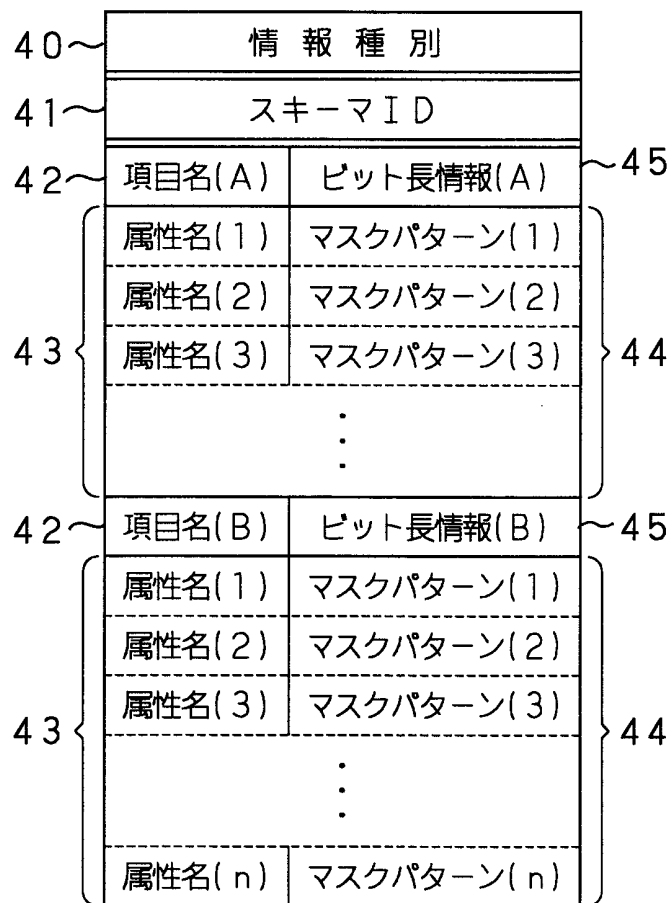 40 情報種別
41 スキーマID
42 項目名(A) ビット長情報(A) 45
属性名(1) マスクパターン(1)
属性名(2) マスクパターン(2)
43 属性名(3) マスクパターン(3) 44
42 項目名(B) ビット長情報(B) 45
属性名(1) マスクパターン(1)
属性名(2) マスクパターン(2)
属性名(3) マスクパターン(3)
43 44
属性名(n) マスクパターン(n)